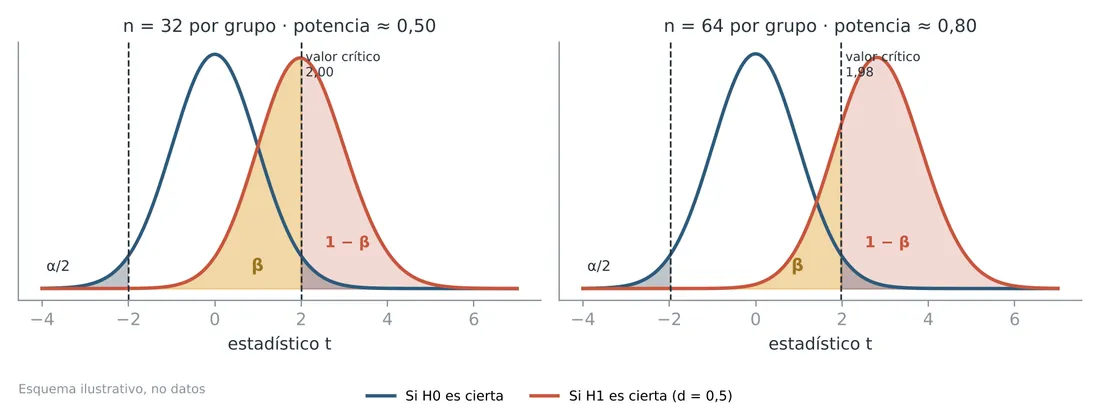 n = 32 por grupo · potencia ≈ 0,50
valor crítico
2,00
α/2
β
1 − β
−4 −2 0 2 4 6
estadístico t
n = 64 por grupo · potencia ≈ 0,80
valor crítico
1,98
α/2
β
1 − β
−4 −2 0 2 4 6
estadístico t
Esquema ilustrativo, no datos
Si H0 es cierta
Si H1 es cierta (d = 0,5)